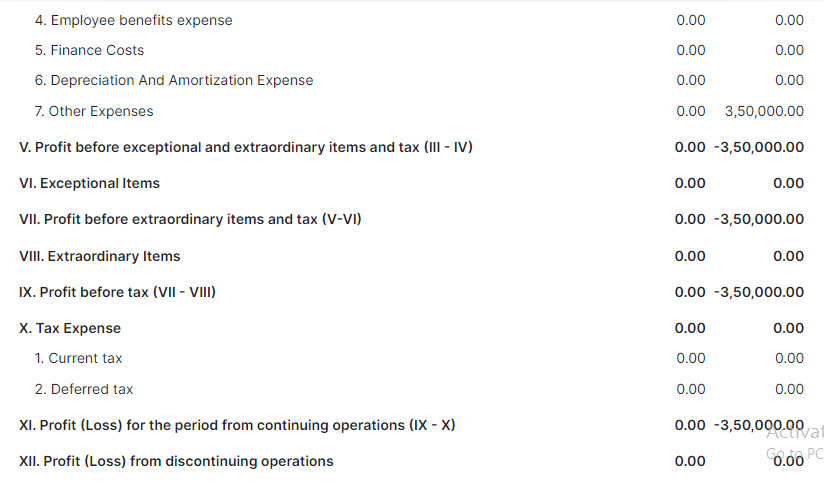 4. Employee benefits expense 0.00 0.00
5. Finance Costs 0.00 0.00
6. Depreciation And Amortization Expense 0.00 0.00
7. Other Expenses 0.00 3,50,000.00
V. Profit before exceptional and extraordinary items and tax (III - IV) 0.00 -3,50,000.00
VI. Exceptional Items 0.00 0.00
VII. Profit before extraordinary items and tax (V-VI) 0.00 -3,50,000.00
VIII. Extraordinary Items 0.00 0.00
IX. Profit before tax (VII - VIII) 0.00 -3,50,000.00
X. Tax Expense 0.00 0.00
1. Current tax 0.00 0.00
2. Deferred tax 0.00 0.00
XI. Profit (Loss) for the period from continuing operations (IX - X) 0.00 -3,50,000.00
Activat
XII. Profit (Loss) from discontinuing operations 0.00 0.00
Go to PC